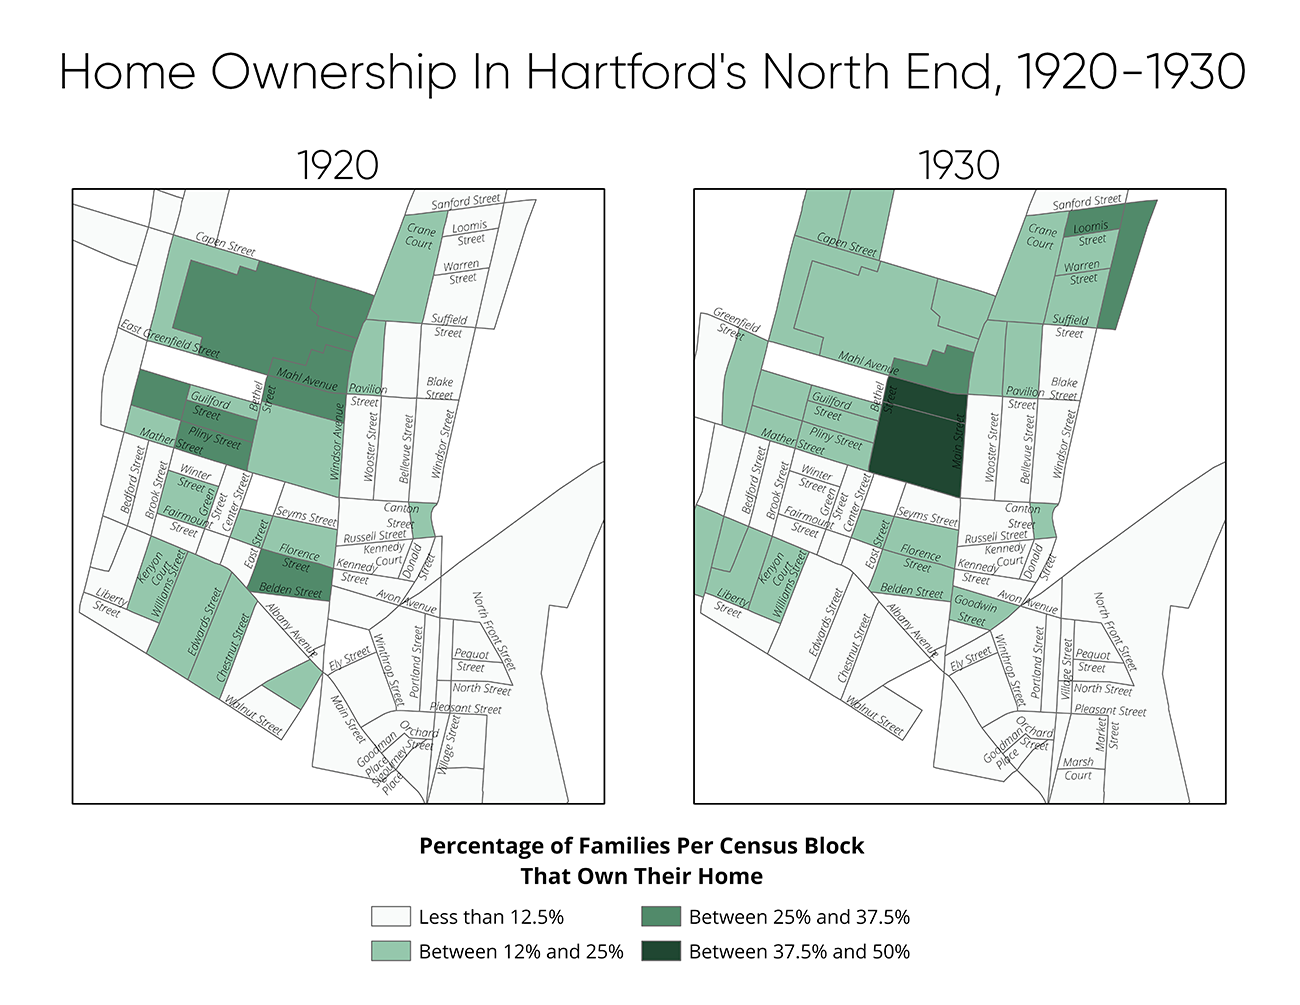 Home Ownership In Hartford's North End, 1920-1930
1920
Sanford Street
Crane
Court
Loomis
Street
Warren
Street
Capen Street
Suffield
Street
East Greenfield Street
Mahl Avenue
Bethel
Street
Pavilion
Street
Blake
Street
Guilford
Street
Pliny Street
Mather Street
Windsor Avenue
Wooster Street
Bellevue Street
Windsor Street
Bedford Street
Brook Street
Winter
Street
Green
Street
Center Street
Fairmount
Street
Seyms Street
Canton
Street
Russell Street
East Street
Florence
Street
Kennedy
Court
Kennedy
Street
Donald
Street
Kenyon
Court
Williams Street
Belden Street
Avon Avenue
Liberty
Street
Edwards Street
Chestnut Street
Albany Avenue
Ely Street
Winthrop Street
Portland Street
North Front Street
Pequot
Street
North Street
Pleasant Street
Walnut Street
Main Street
Orchard
Street
Goodman
Place
Sigourney
Place
Village Street
1930
Sanford Street
Crane
Court
Loomis
Street
Warren
Street
Capen Street
Suffield
Street
Greenfield
Street
Mahl Avenue
Bethel
Street
Pavilion
Street
Blake
Street
Guilford
Street
Pliny Street
Mather Street
Main Street
Wooster Street
Bellevue Street
Windsor Street
Bedford Street
Brook Street
Winter
Street
Green
Street
Center Street
Fairmount
Street
Seyms Street
Canton
Street
Russell Street
East Street
Florence
Street
Kennedy
Court
Kennedy
Street
Donald
Street
Kenyon
Court
Williams Street
Belden Street
Goodwin
Street
Avon Avenue
Liberty
Street
Edwards Street
Chestnut Street
Albany Avenue
Ely Street
Winthrop Street
Portland Street
Village Street
North Front Street
Pequot
Street
North Street
Pleasant Street
Walnut Street
Orchard
Street
Goodman
Place
Market
Street
Marsh
Court
Percentage of Families Per Census Block
That Own Their Home
Less than 12.5%
Between 25% and 37.5%
Between 12% and 25%
Between 37.5% and 50%